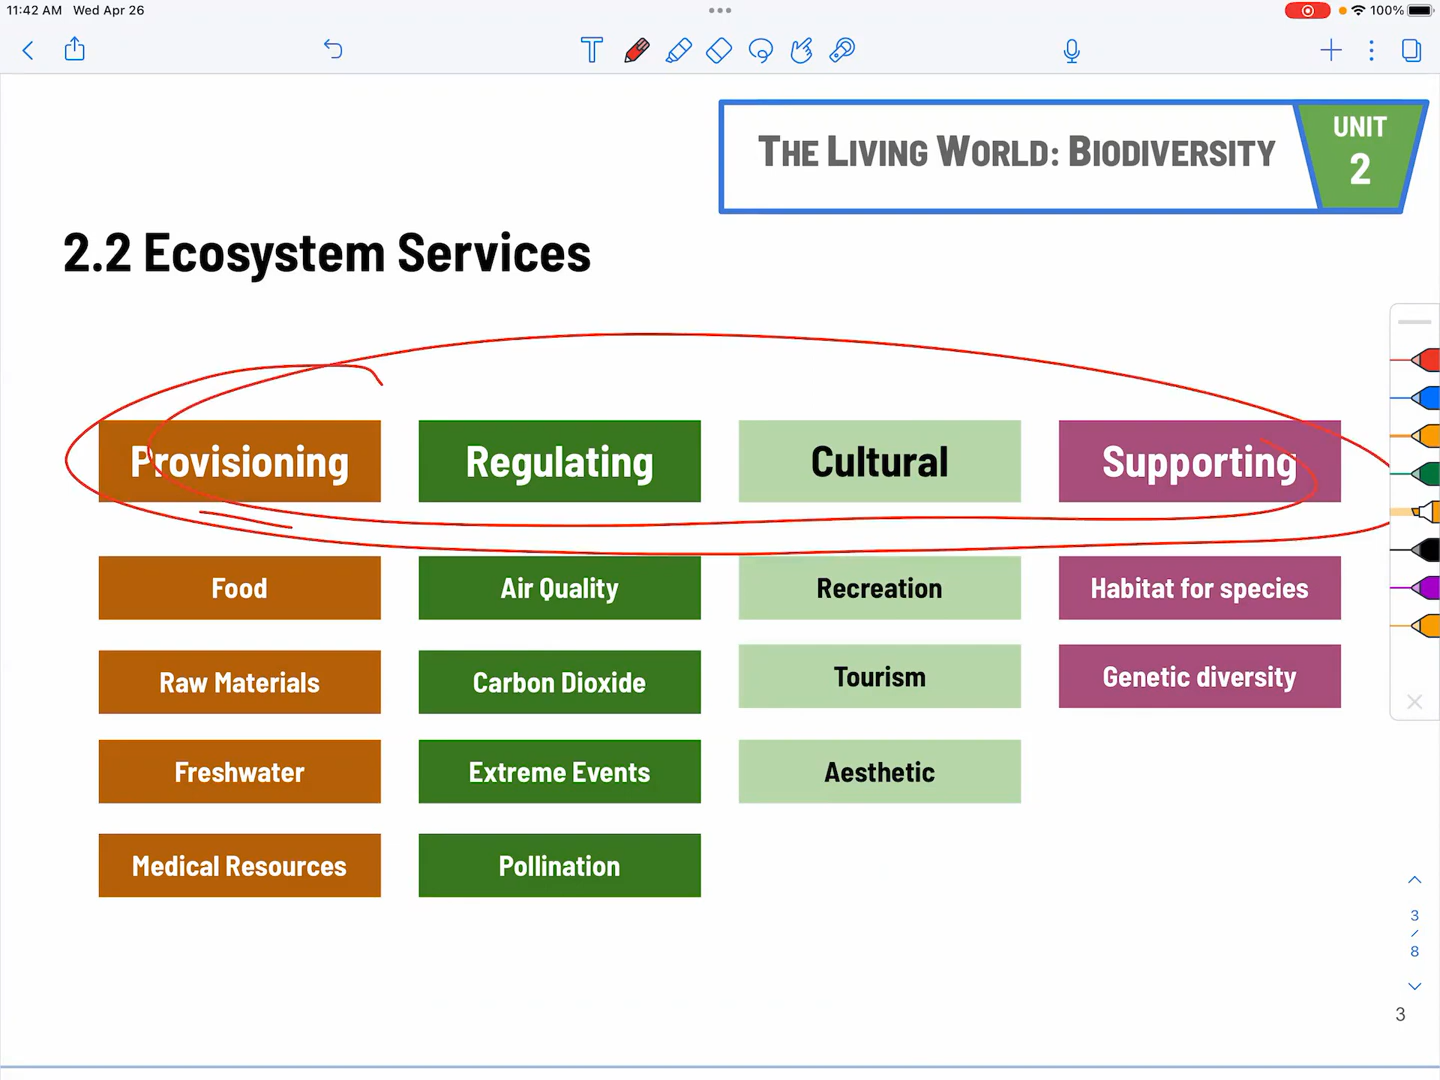 11:42 AM Wed Apr 26
100%
THE LIVING WORLD: BIODIVERSITY
UNIT
2
2.2 Ecosystem Services
Provisioning Regulating Cultural Supporting
Food Air Quality Recreation Habitat for species
Raw Materials Carbon Dioxide Tourism Genetic diversity
Freshwater Extreme Events Aesthetic
Medical Resources Pollination
3
/
8
3